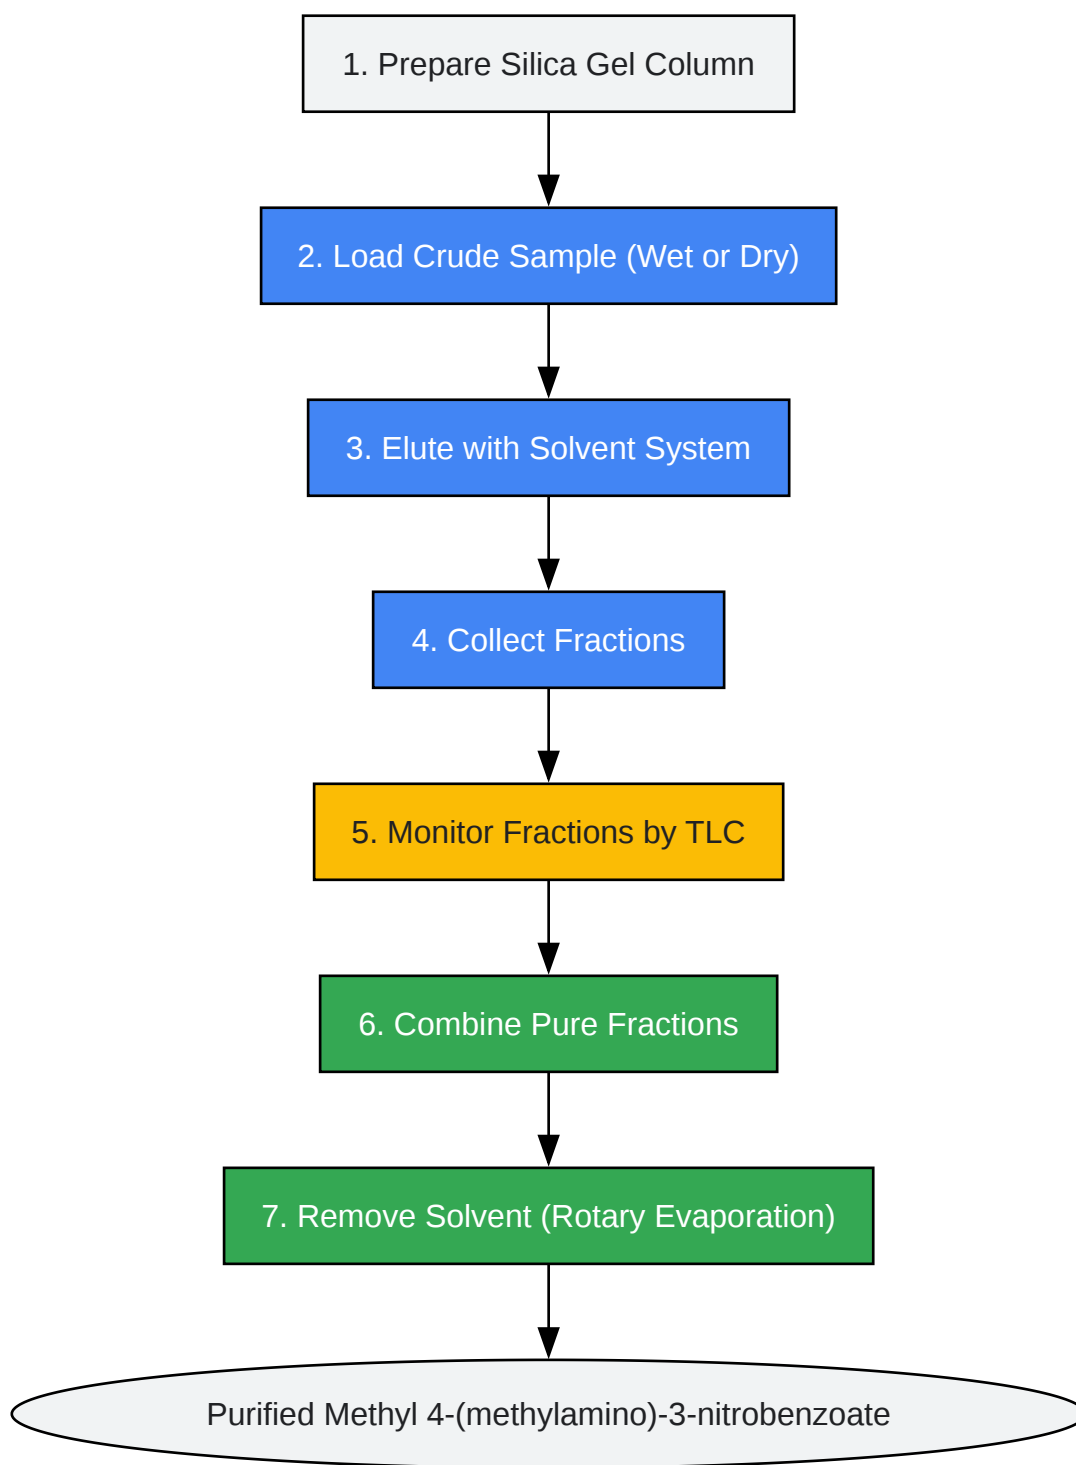 1. Prepare Silica Gel Column
2. Load Crude Sample (Wet or Dry)
3. Elute with Solvent System
4. Collect Fractions
5. Monitor Fractions by TLC
6. Combine Pure Fractions
7. Remove Solvent (Rotary Evaporation)
Purified Methyl 4-(methylamino)-3-nitrobenzoate